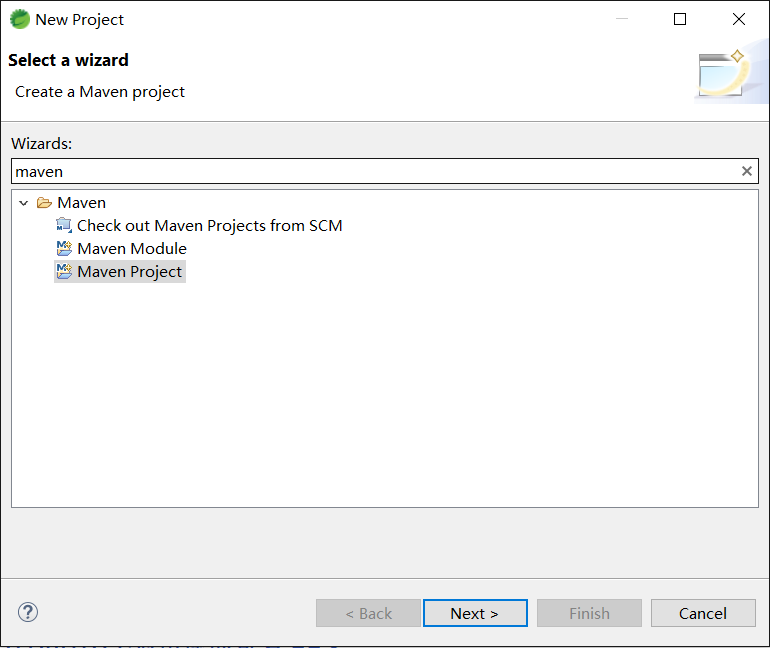 New Project
Select a wizard
Create a Maven project
Wizards:
maven
Maven
Check out Maven Projects from SCM
Maven Module
Maven Project
< Back
Next >
Finish
Cancel